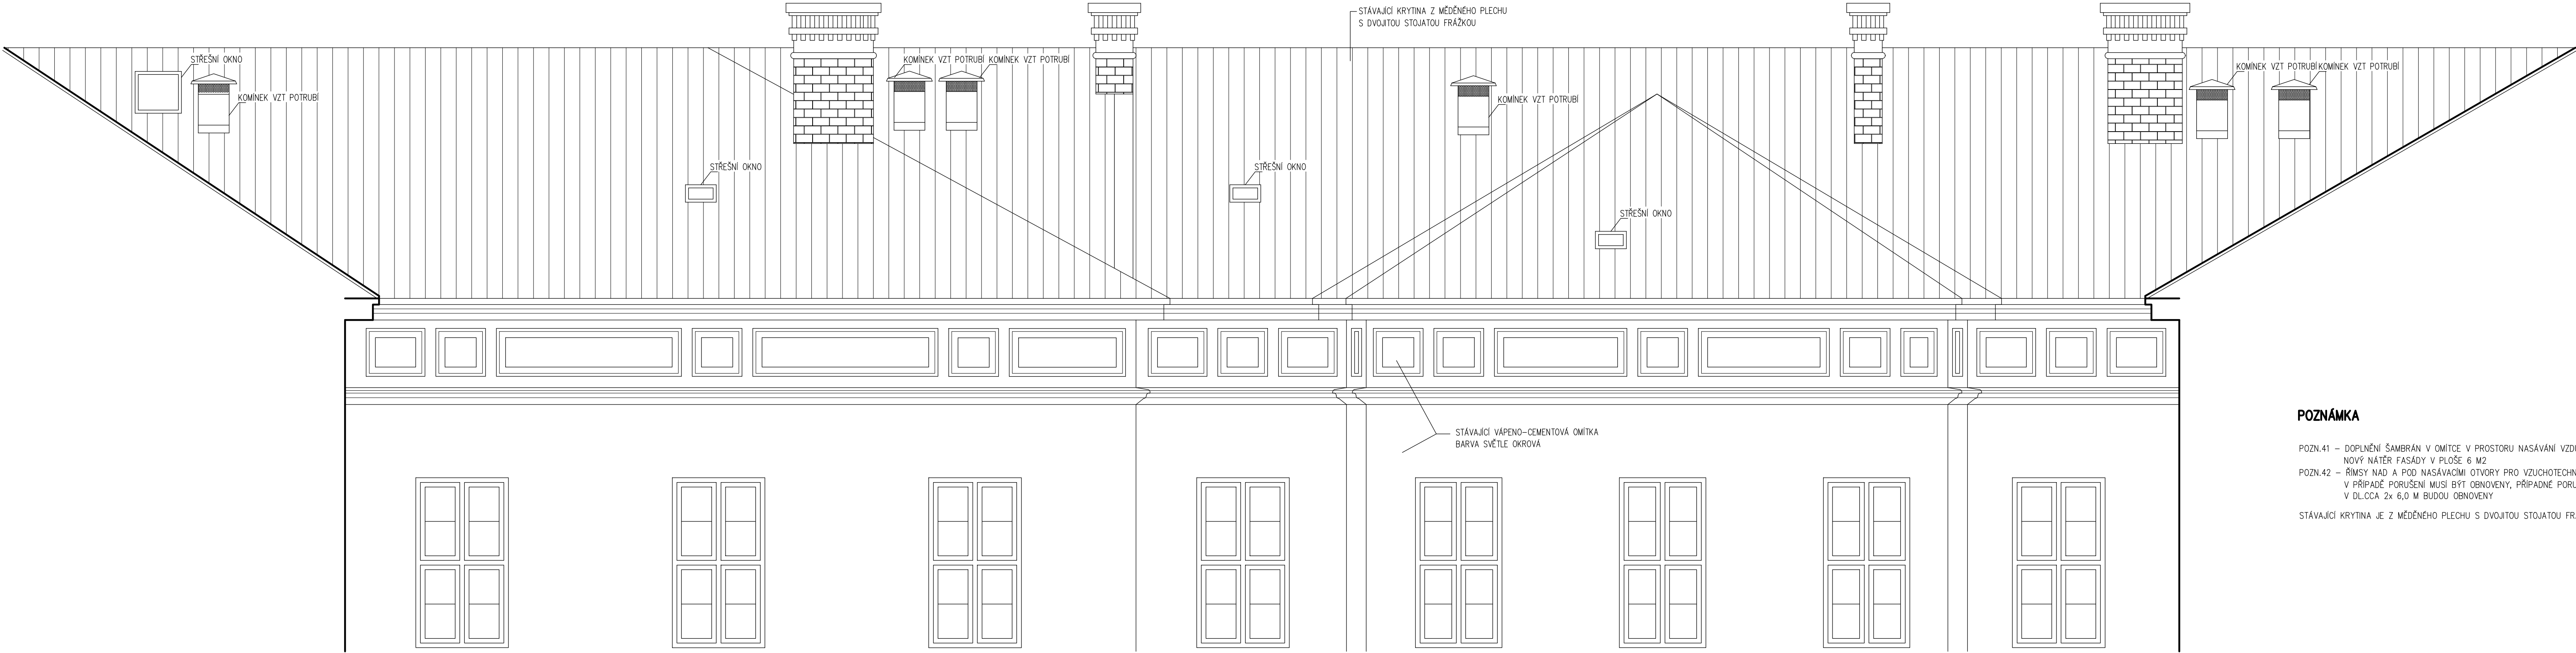 STÁVAJÍCÍ KRYTINA Z MĚDĚNÉHO PLECHU
S DVOJITOU STOJATOU FRÁŽKOU
STŘEŠNÍ OKNO
KOMÍNEK VZT POTRUBÍ
KOMÍNEK VZT POTRUBÍ
KOMÍNEK VZT POTRUBÍ
KOMÍNEK VZT POTRUBÍ
KOMÍNEK VZT POTRUBÍ
KOMÍNEK VZT POTRUBÍ
STŘEŠNÍ OKNO
STŘEŠNÍ OKNO
STŘEŠNÍ OKNO
STÁVAJÍCÍ VÁPENO-CEMENTOVÁ OMÍTKA
BARVA SVĚTLE OKROVÁ
POZNÁMKA
POZN.41 – DOPLNĚNÍ ŠAMBRÁN V OMÍTCE V PROSTORU NASÁVÁNÍ
NOVÝ NÁTĚR FASÁDY V PLOŠE 6 M2
POZN.42 – ŘÍMSY NAD A POD NASÁVACÍMI OTVORY PRO
V PŘÍPADĚ PORUŠENÍ MUSÍ BÝT OBNOVENY, PŘÍPADNÉ
V DL.CCA 2x 6,0 M BUDOU OBNOVENY
STÁVAJÍCÍ KRYTINA JE Z MĚDĚNÉHO PLECHU S DVOJITOU STOJATOU